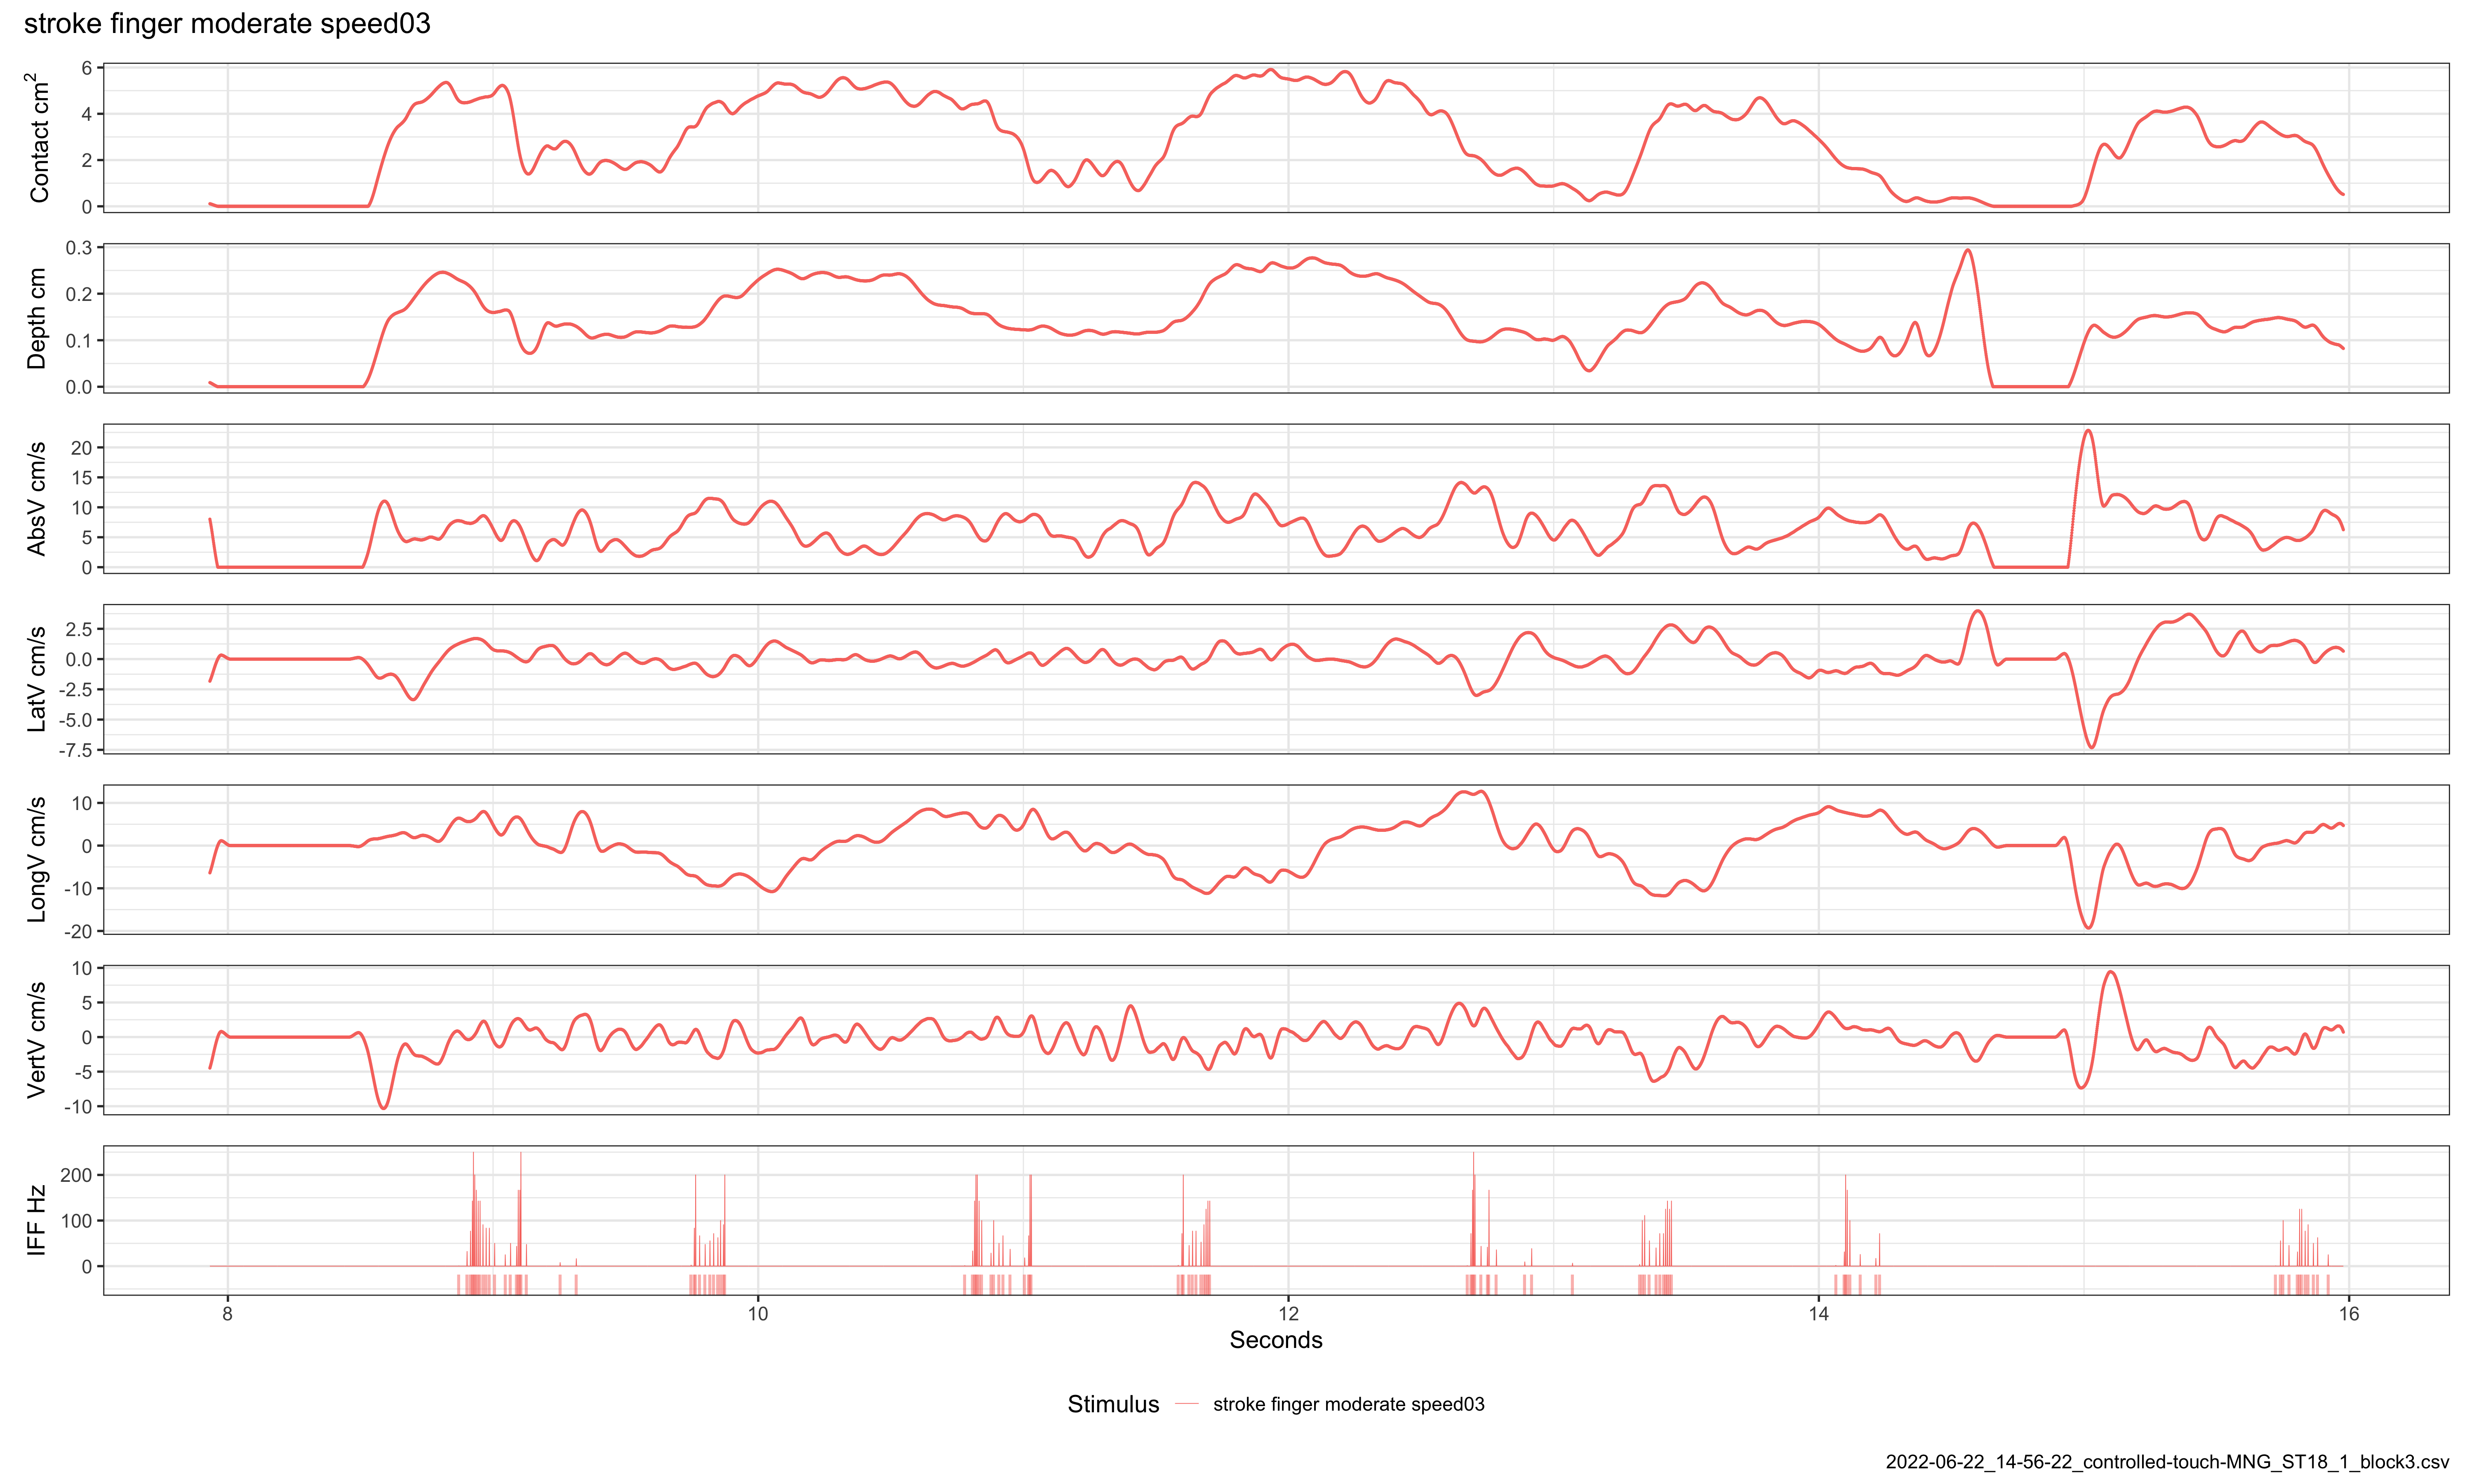 stroke finger moderate speed03
Contact cm²
6
4
2
0
Depth cm
0.3
0.2
0.1
0.0
AbsV cm/s
20
15
10
5
0
LatV cm/s
2.5
0.0
-2.5
-5.0
-7.5
LongV cm/s
10
0
-10
-20
VertV cm/s
10
5
0
-5
-10
IFF Hz
200
100
0
8 10 12 14 16
Seconds
Stimulus stroke finger moderate speed03
2022-06-22_14-56-22_controlled-touch-MNG_ST18_1_block3.csv